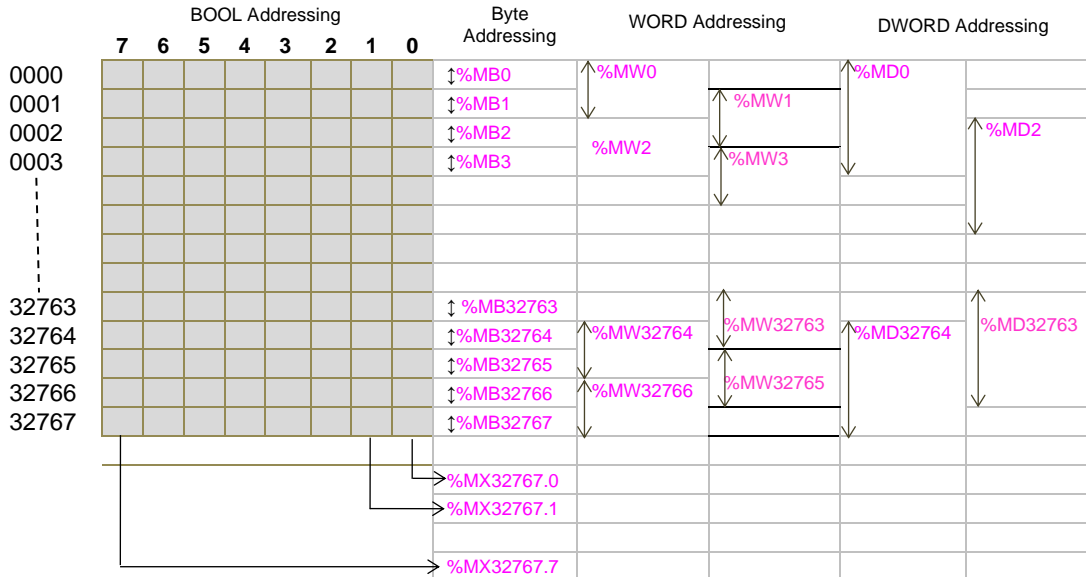 BOOL Addressing Byte Addressing WORD Addressing DWORD Addressing
7 6 5 4 3 2 1 0
0000 %MB0 %MW0 %MD0
0001 %MB1 %MW1
0002 %MB2 %MW2 %MD2
0003 %MB3 %MW3
32763 %MB32763 %MW32763 %MD32763
32764 %MB32764 %MW32764 %MD32764
32765 %MB32765 %MW32765
32766 %MB32766 %MW32766
32767 %MB32767
%MX32767.0
%MX32767.1
%MX32767.7